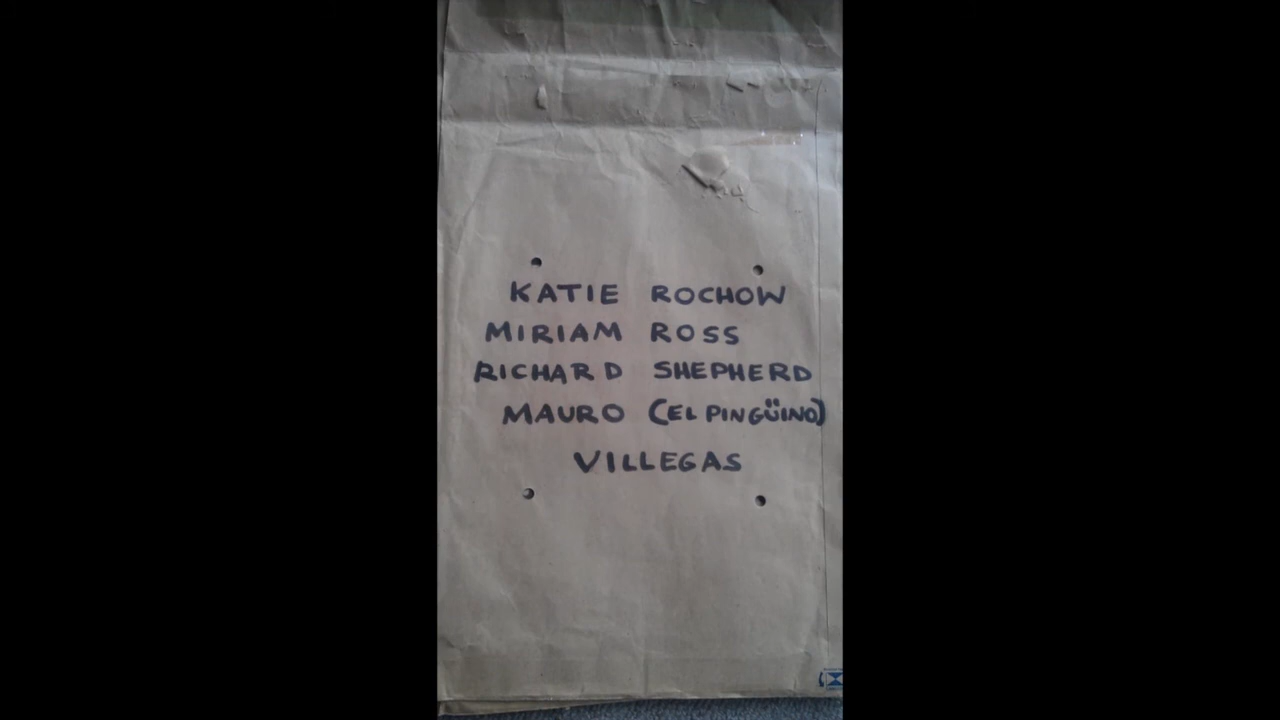 KATIE ROCHOW
MIRIAM ROSS
RICHARD SHEPHERD
MAURO (EL PINGÜINO)
VILLEGAS